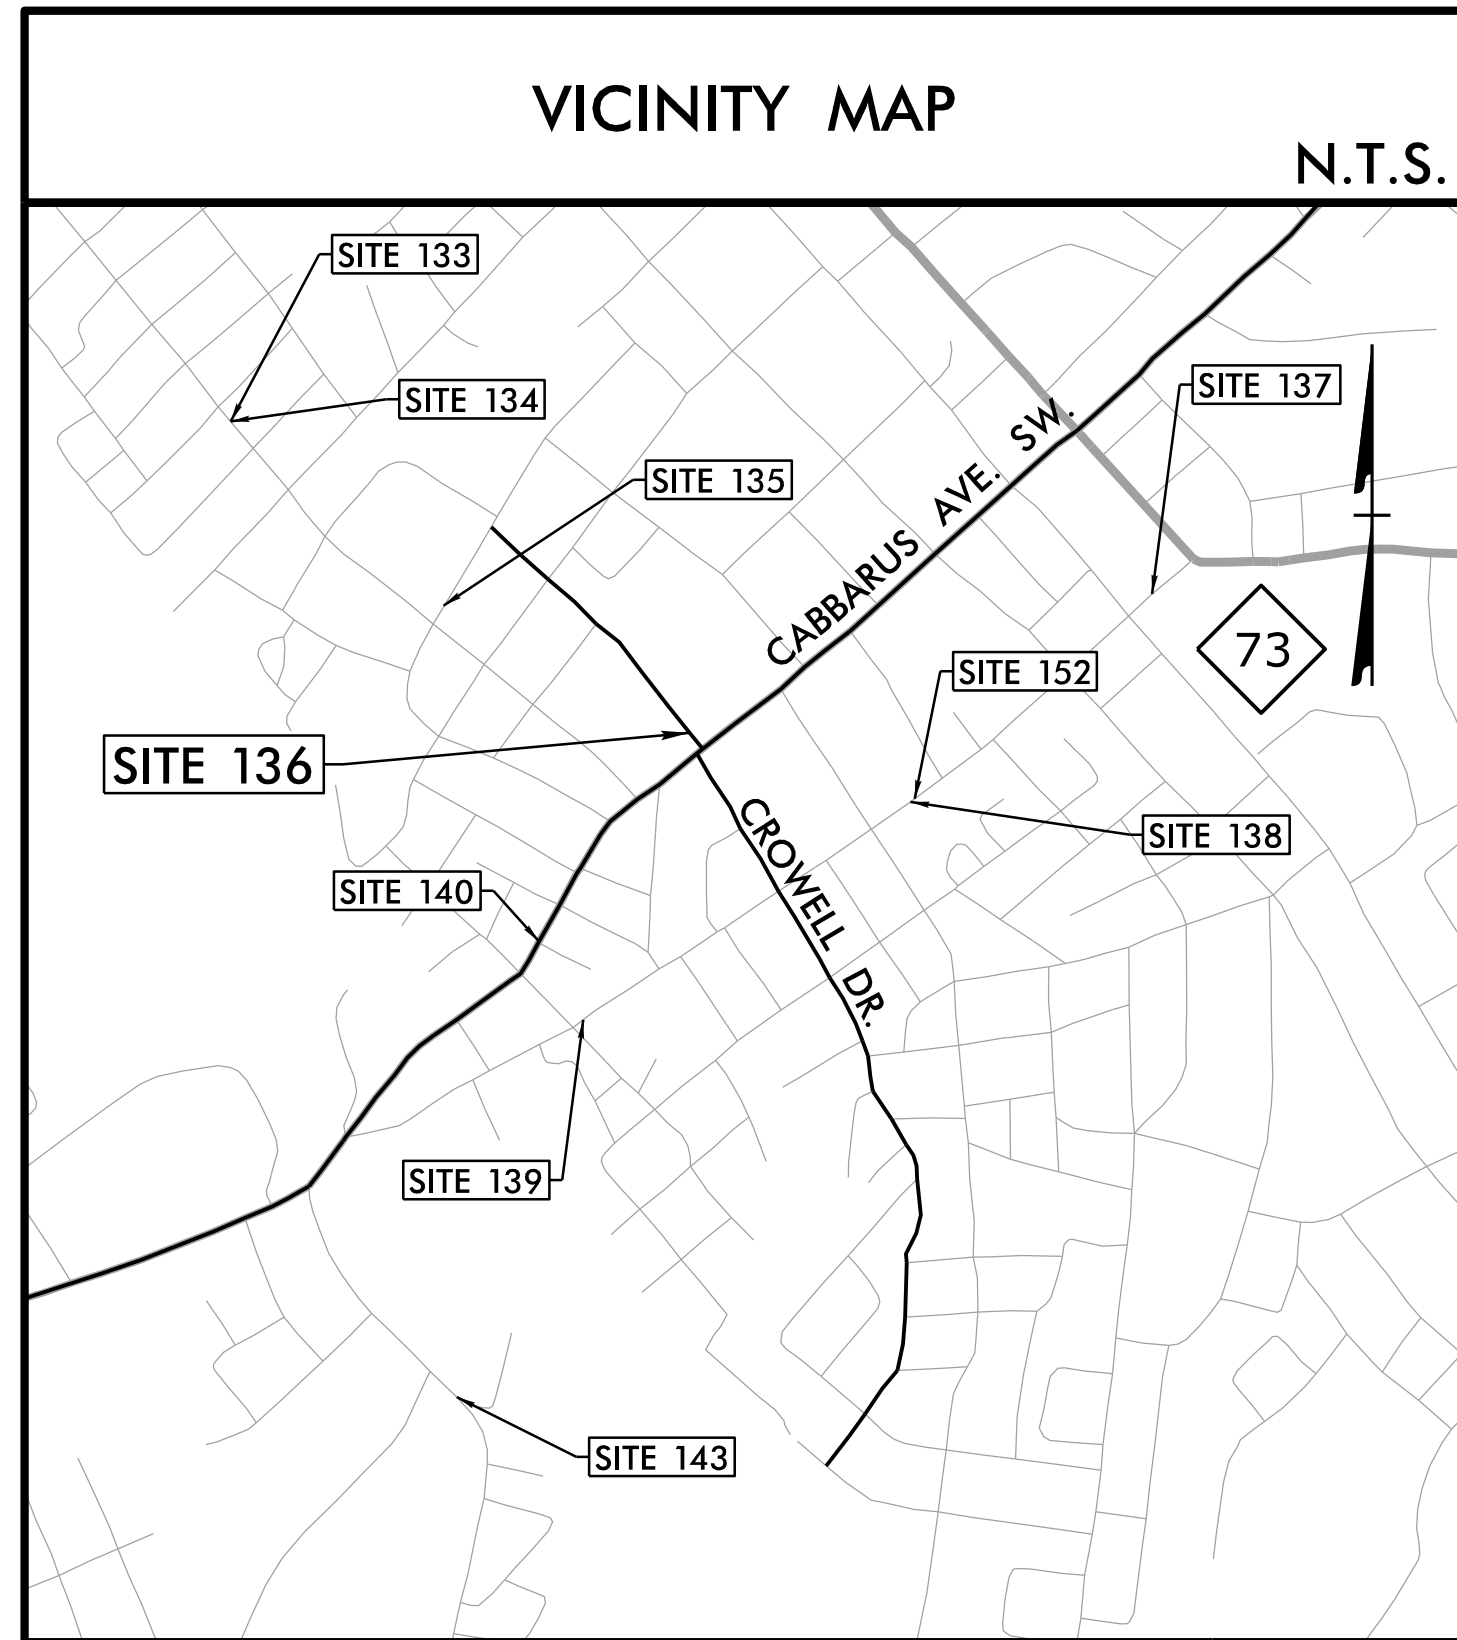 VICINITY MAP
N.T.S.
SITE 133
SITE 134
SITE 137
SITE 135
CABBARUS AVE. SW.
73
SITE 152
SITE 136
SITE 138
CROWELL DR.
SITE 140
SITE 139
SITE 143